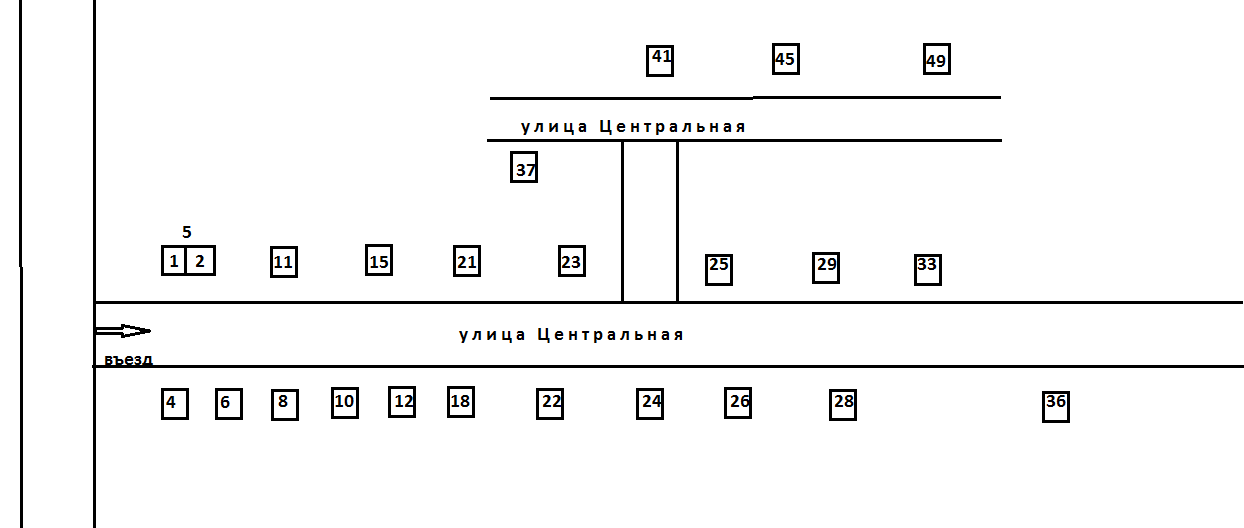 41 45 49
улица Центральная
37
5
1 2 11 15 21 23 25 29 33
улица Центральная
въезд
4 6 8 10 12 18 22 24 26 28 36